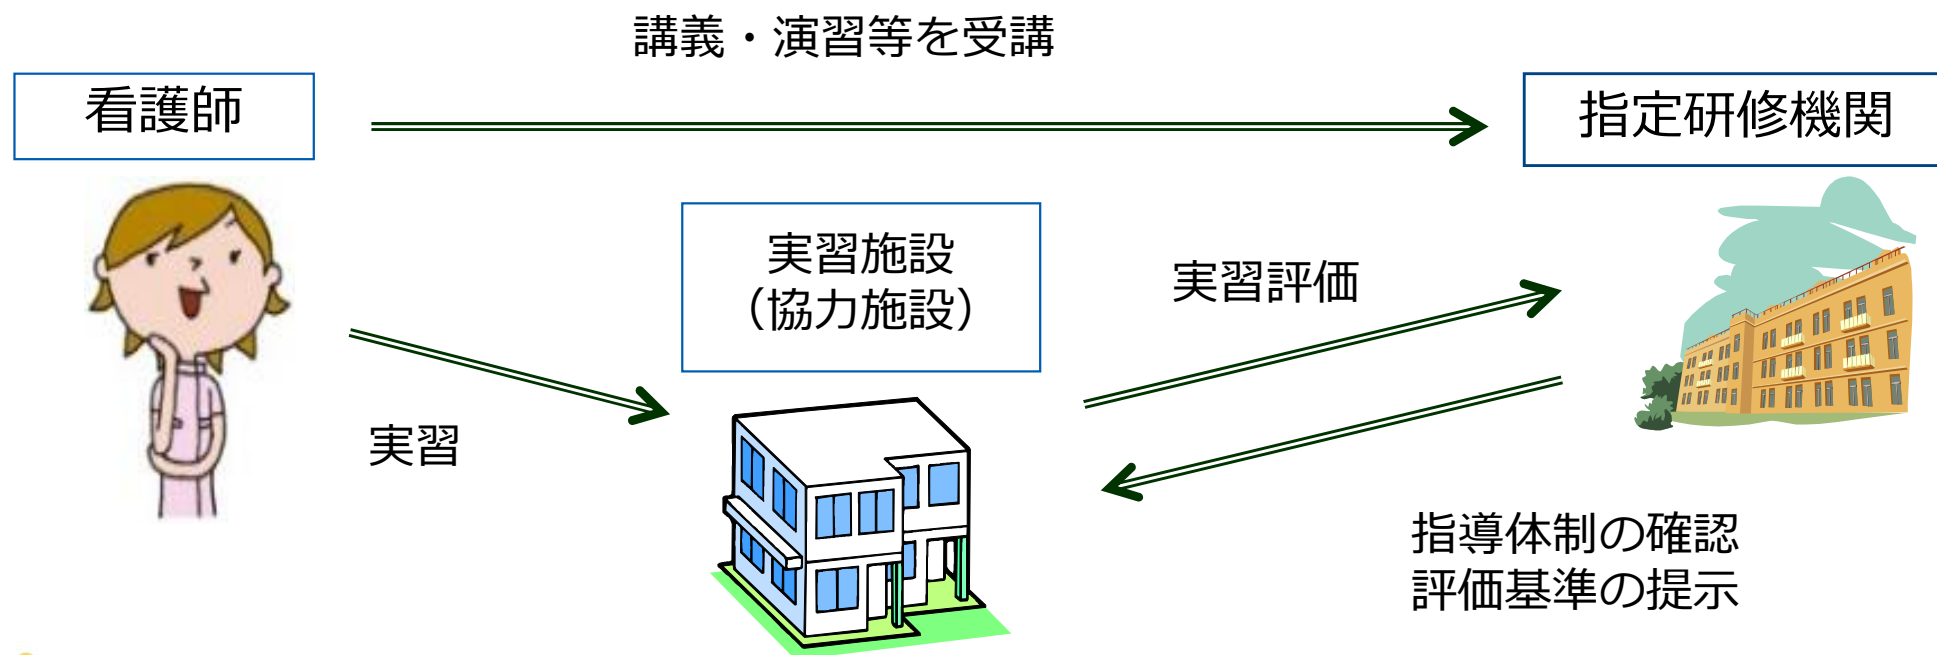 講義・演習等を受講
看護師
指定研修機関
実習施設
（協力施設）
実習評価
実習
指導体制の確認
評価基準の提示